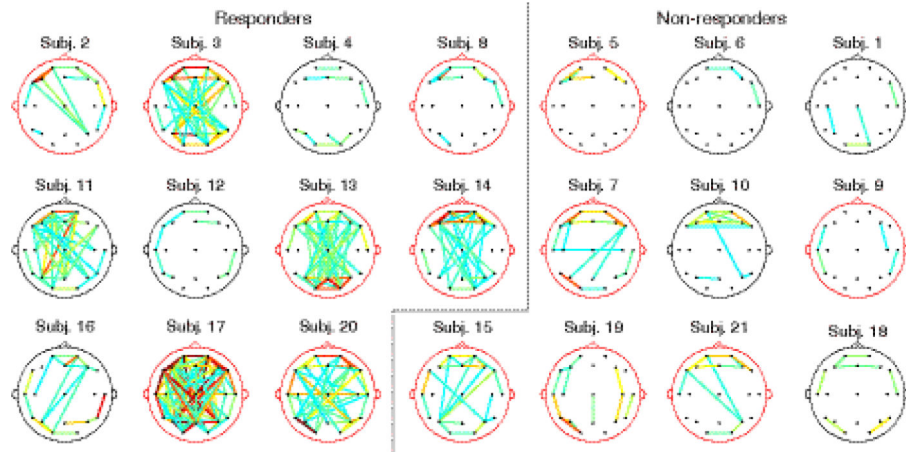 Responders Non-responders
Subj. 2 Subj. 3 Subj. 4 Subj. 8 Subj. 5 Subj. 6 Subj. 1
Subj. 11 Subj. 12 Subj. 13 Subj. 14 Subj. 7 Subj. 10 Subj. 9
Subj. 16 Subj. 17 Subj. 20 Subj. 15 Subj. 19 Subj. 21 Subj. 18